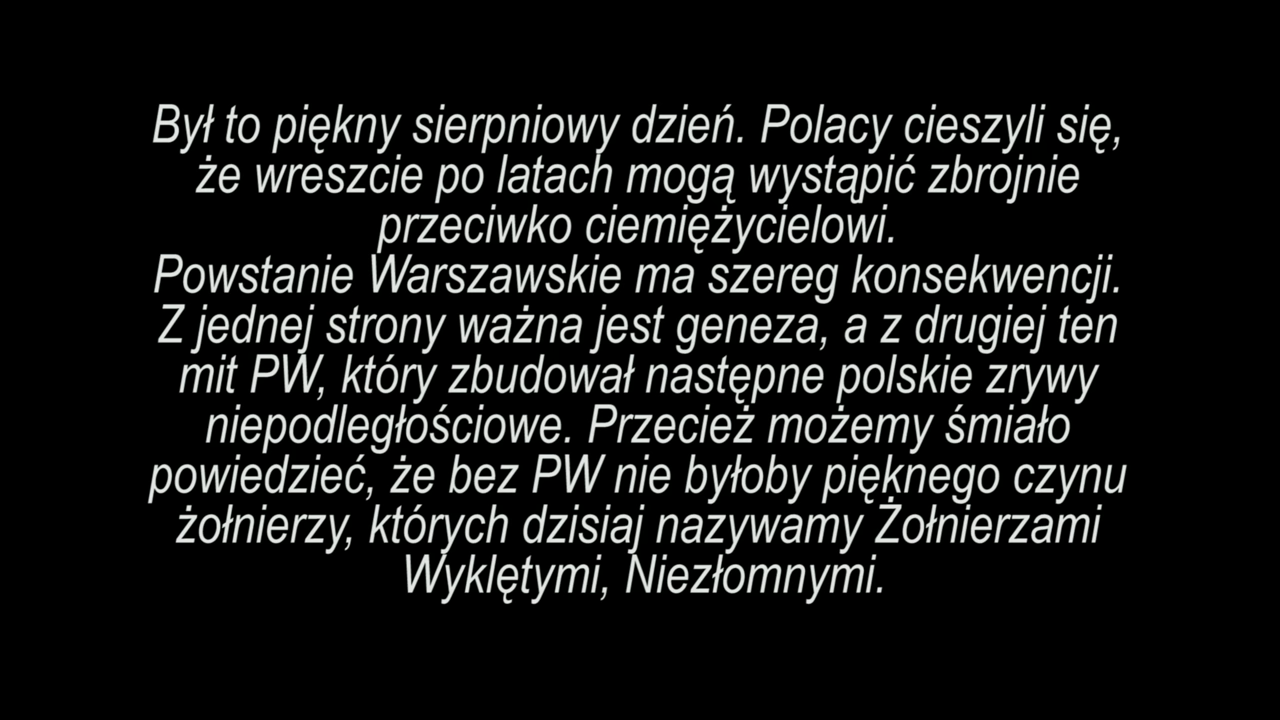 Był to piękny sierpniowy dzień. Polacy cieszyli się,
że wreszcie po latach mogą wystąpić zbrojnie
przeciwko ciemiężycielowi.
Powstanie Warszawskie ma szereg konsekwencji.
Z jednej strony ważna jest geneza, a z drugiej ten
mit PW, który zbudował następne polskie zrywy
niepodległościowe. Przecież możemy śmiało
powiedzieć, że bez PW nie byłoby pięknego czynu
żołnierzy, których dzisiaj nazywamy Żołnierzami
Wyklętymi, Niezłomnymi.